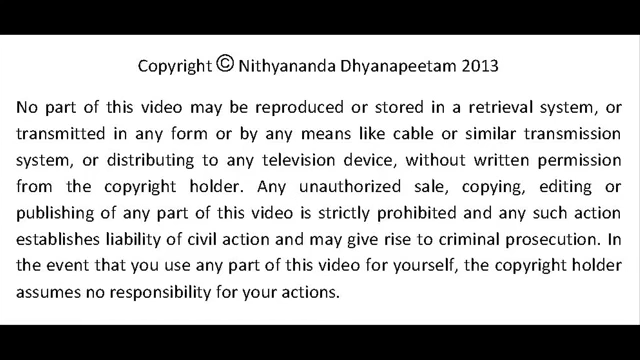 Copyright © Nithyananda Dhyanapeetam 2013
No part of this video may be reproduced or stored in a retrieval system, or
transmitted in any form or by any means like cable or similar transmission
system, or distributing to any television device, without written permission
from the copyright holder. Any unauthorized sale, copying, editing or
publishing of any part of this video is strictly prohibited and any such action
establishes liability of civil action and may give rise to criminal prosecution. In
the event that you use any part of this video for yourself, the copyright holder
assumes no responsibility for your actions.